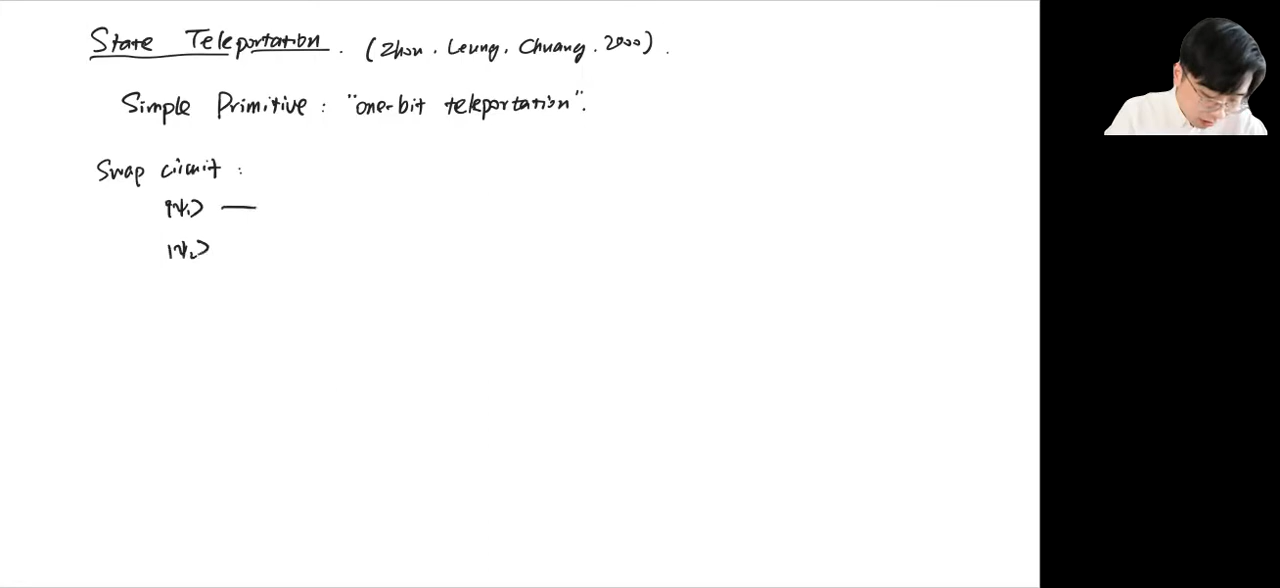 State Teleportation. (Zhou, Leung, Chuang, 2000).
Simple Primitive: "one-bit teleportation".
Swap circuit:
|ψ₁⟩ —
|ψ₂⟩